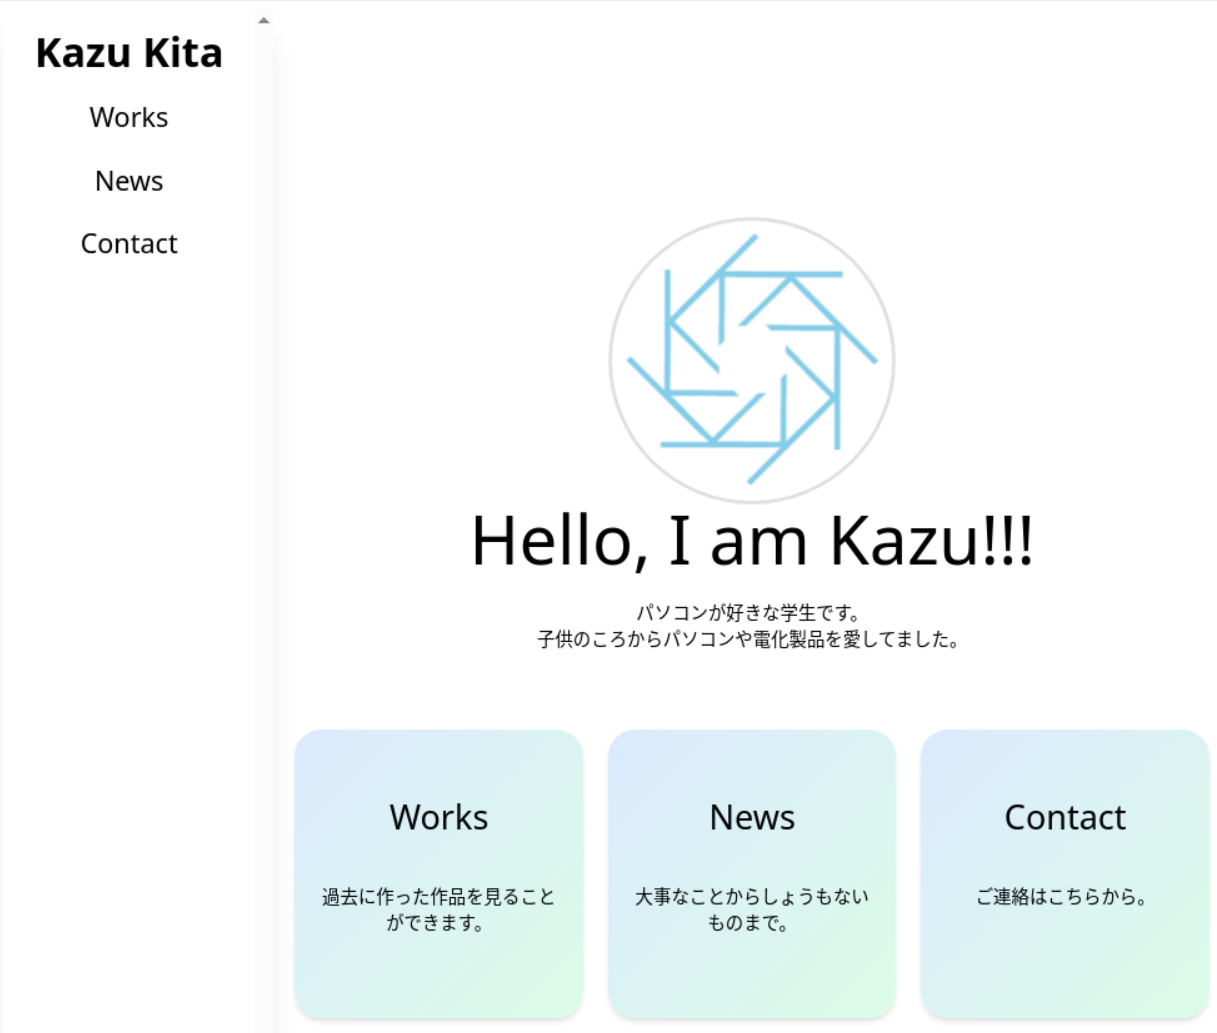 Kazu Kita
Works
News
Contact
Hello, I am Kazu!!!
パソコンが好きな学生です。
子供のころからパソコンや電化製品を愛してました。
Works
過去に作った作品を見ること
ができます。
News
大事なことからしょうもない
ものまで。
Contact
ご連絡はこちらから。